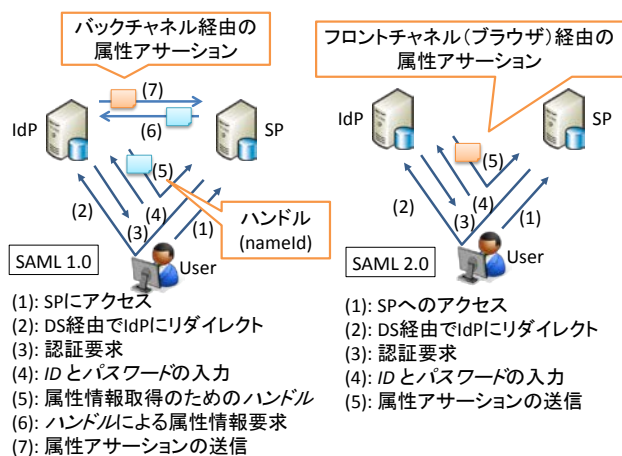 バックチャネル経由の
属性アサーション
(7)
(6)
IdP
SP
(5)
(4)
(2)
(3)
(1)
ハンドル
(nameId)
User
SAML 1.0
(1): SPにアクセス
(2): DS経由でIdPにリダイレクト
(3): 認証要求
(4): IDとパスワードの入力
(5): 属性情報取得のためのハンドル
(6): ハンドルによる属性情報要求
(7): 属性アサーションの送信
フロントチャネル(ブラウザ)経由の
属性アサーション
IdP
SP
(5)
(4)
(2)
(3)
(1)
User
SAML 2.0
(1): SPへのアクセス
(2): DS経由でIdPにリダイレクト
(3): 認証要求
(4): IDとパスワードの入力
(5): 属性アサーションの送信